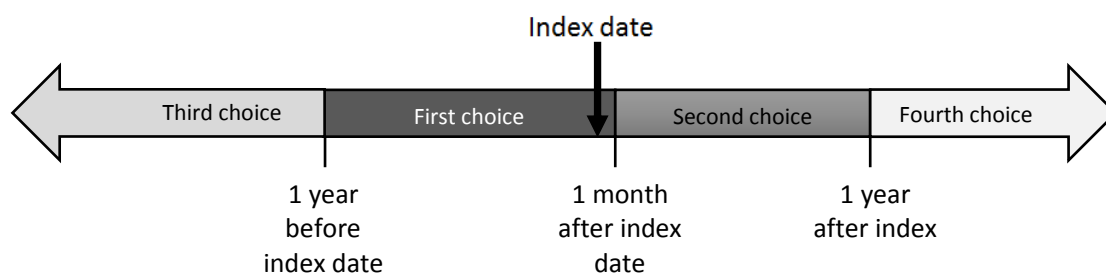 Index date
Third choice
First choice
Second choice
Fourth choice
1 year
before
index date
1 month
after index
date
1 year
after index